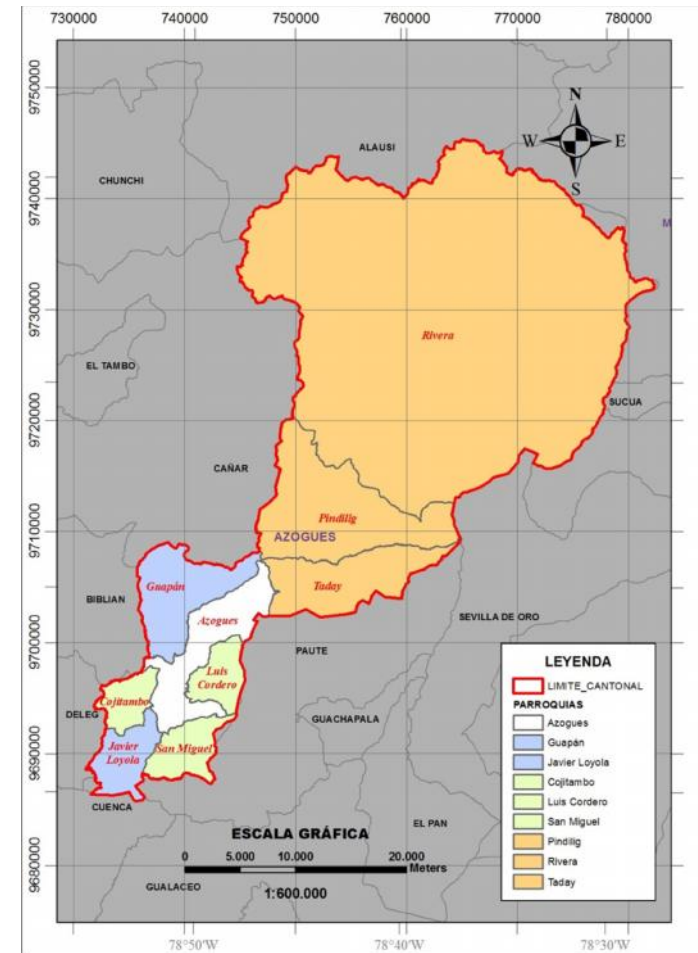 730000 740000 750000 760000 770000 780000
9750000
9740000
9730000
9720000
9710000
9700000
9690000
9680000
N
W E
S
ALAUSI
CHUNCHI
M
Rivera
EL TAMBO
SUCUA
CAÑAR
Pindilig
AZOGUES
Guapán
Taday
BIBLIAN
Azogues
SEVILLA DE ORO
PAUTE
Luis
Cordero
Cojitambo
DELEG
GUACHAPALA
Javier
Loyola
San Miguel
CUENCA
EL PAN
GUALACEO
LEYENDA
LIMITE_CANTONAL
PARROQUIAS
Azogues
Guapán
Javier Loyola
Cojitambo
Luis Cordero
San Miguel
Pindilig
Rivera
Taday
ESCALA GRÁFICA
0 5.000 10.000 20.000
Meters
1:600.000
78°50'W 78°40'W 78°30'W